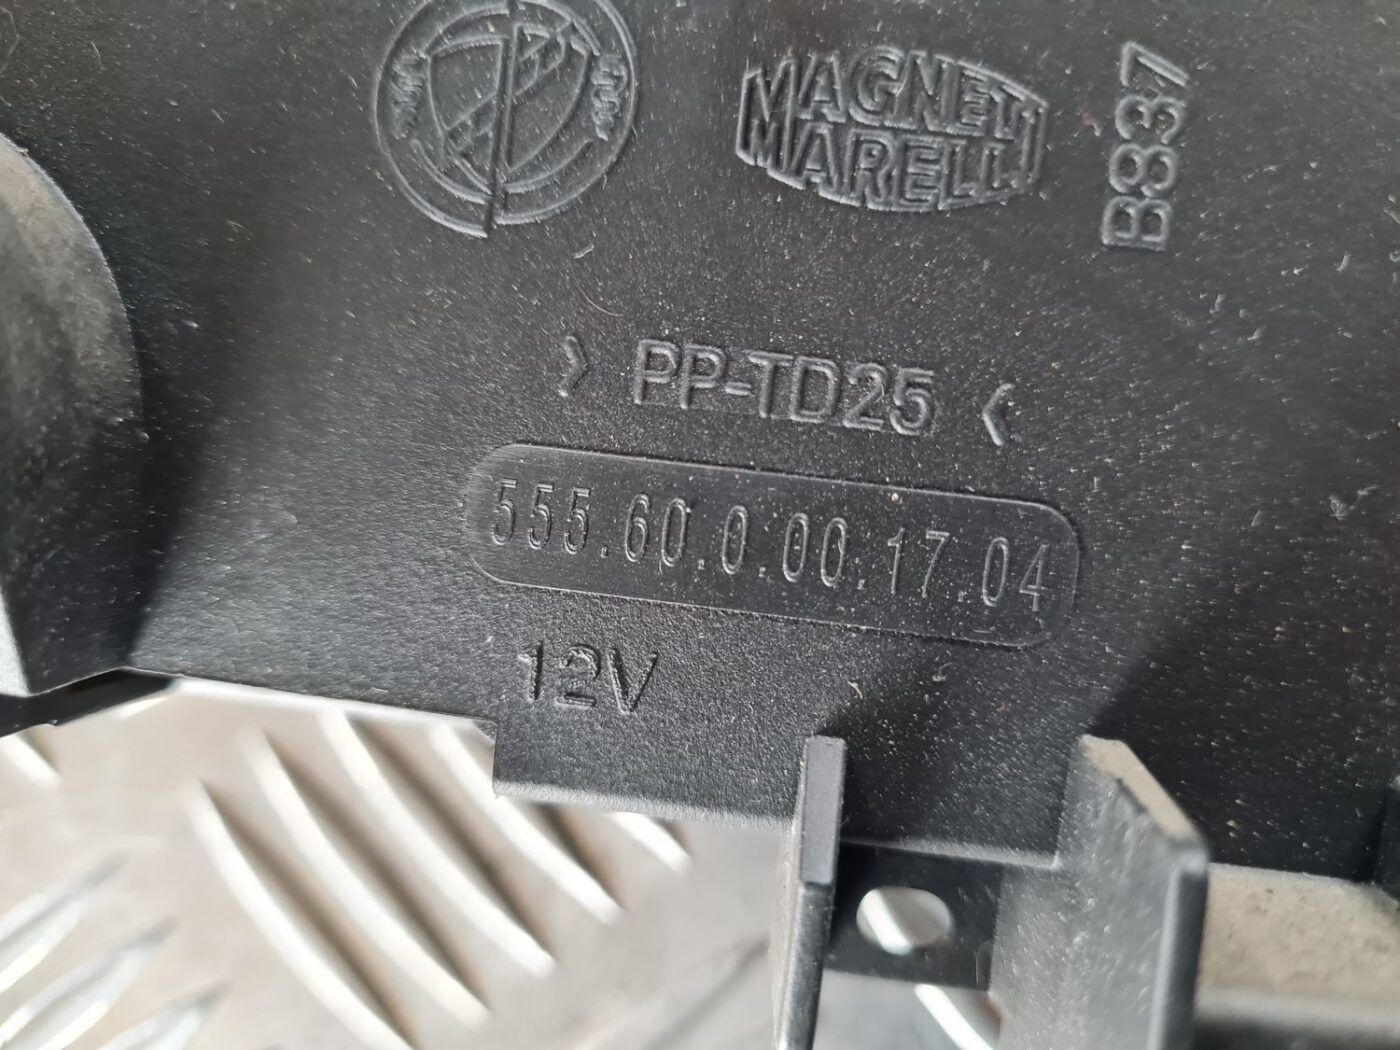 MAGNETI
MARELLI
B837
> PP-TD25 <
555.60.0.00.17.04
12V